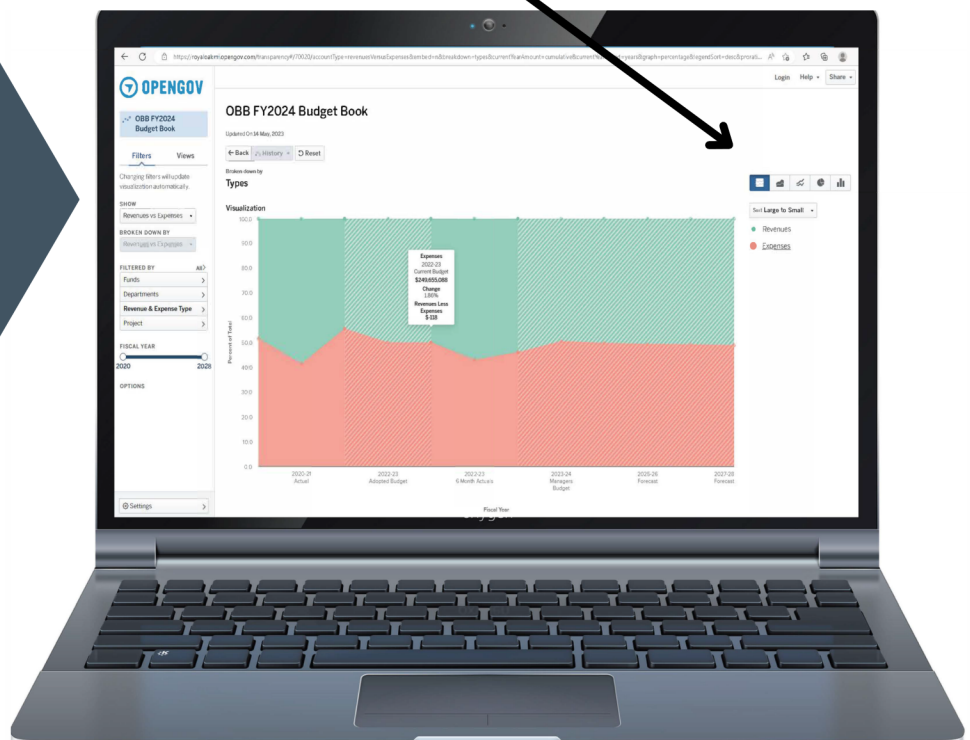 Login Help Share
OPENGOV
OBB FY2024
Budget Book
Filters Views
Changing filters will update
visualization automatically.
SHOW
Revenues vs Expenses
BROKEN DOWN BY
Revenues vs Expenses
FILTERED BY
Funds
Departments
Revenue & Expense Type
Project
FISCAL YEAR
2020 2028
OPTIONS
Settings
OBB FY2024 Budget Book
Updated On 14 May, 2023
Back History Reset
Broken down by
Types
Visualization
Sort Large to Small
Revenues
Expenses
Percent of Total
100.0
90.0
80.0
70.0
60.0
50.0
40.0
30.0
20.0
10.0
0.0
Expenses
2022-23
Current Budget
$249,655,088
Change
1.86%
Revenues Less
Expenses
$-118
2020-21
Actual
2022-23
Adopted Budget
2022-23
6 Month Actuals
2023-24
Managers
Budget
2025-26
Forecast
2027-28
Forecast
Fiscal Year